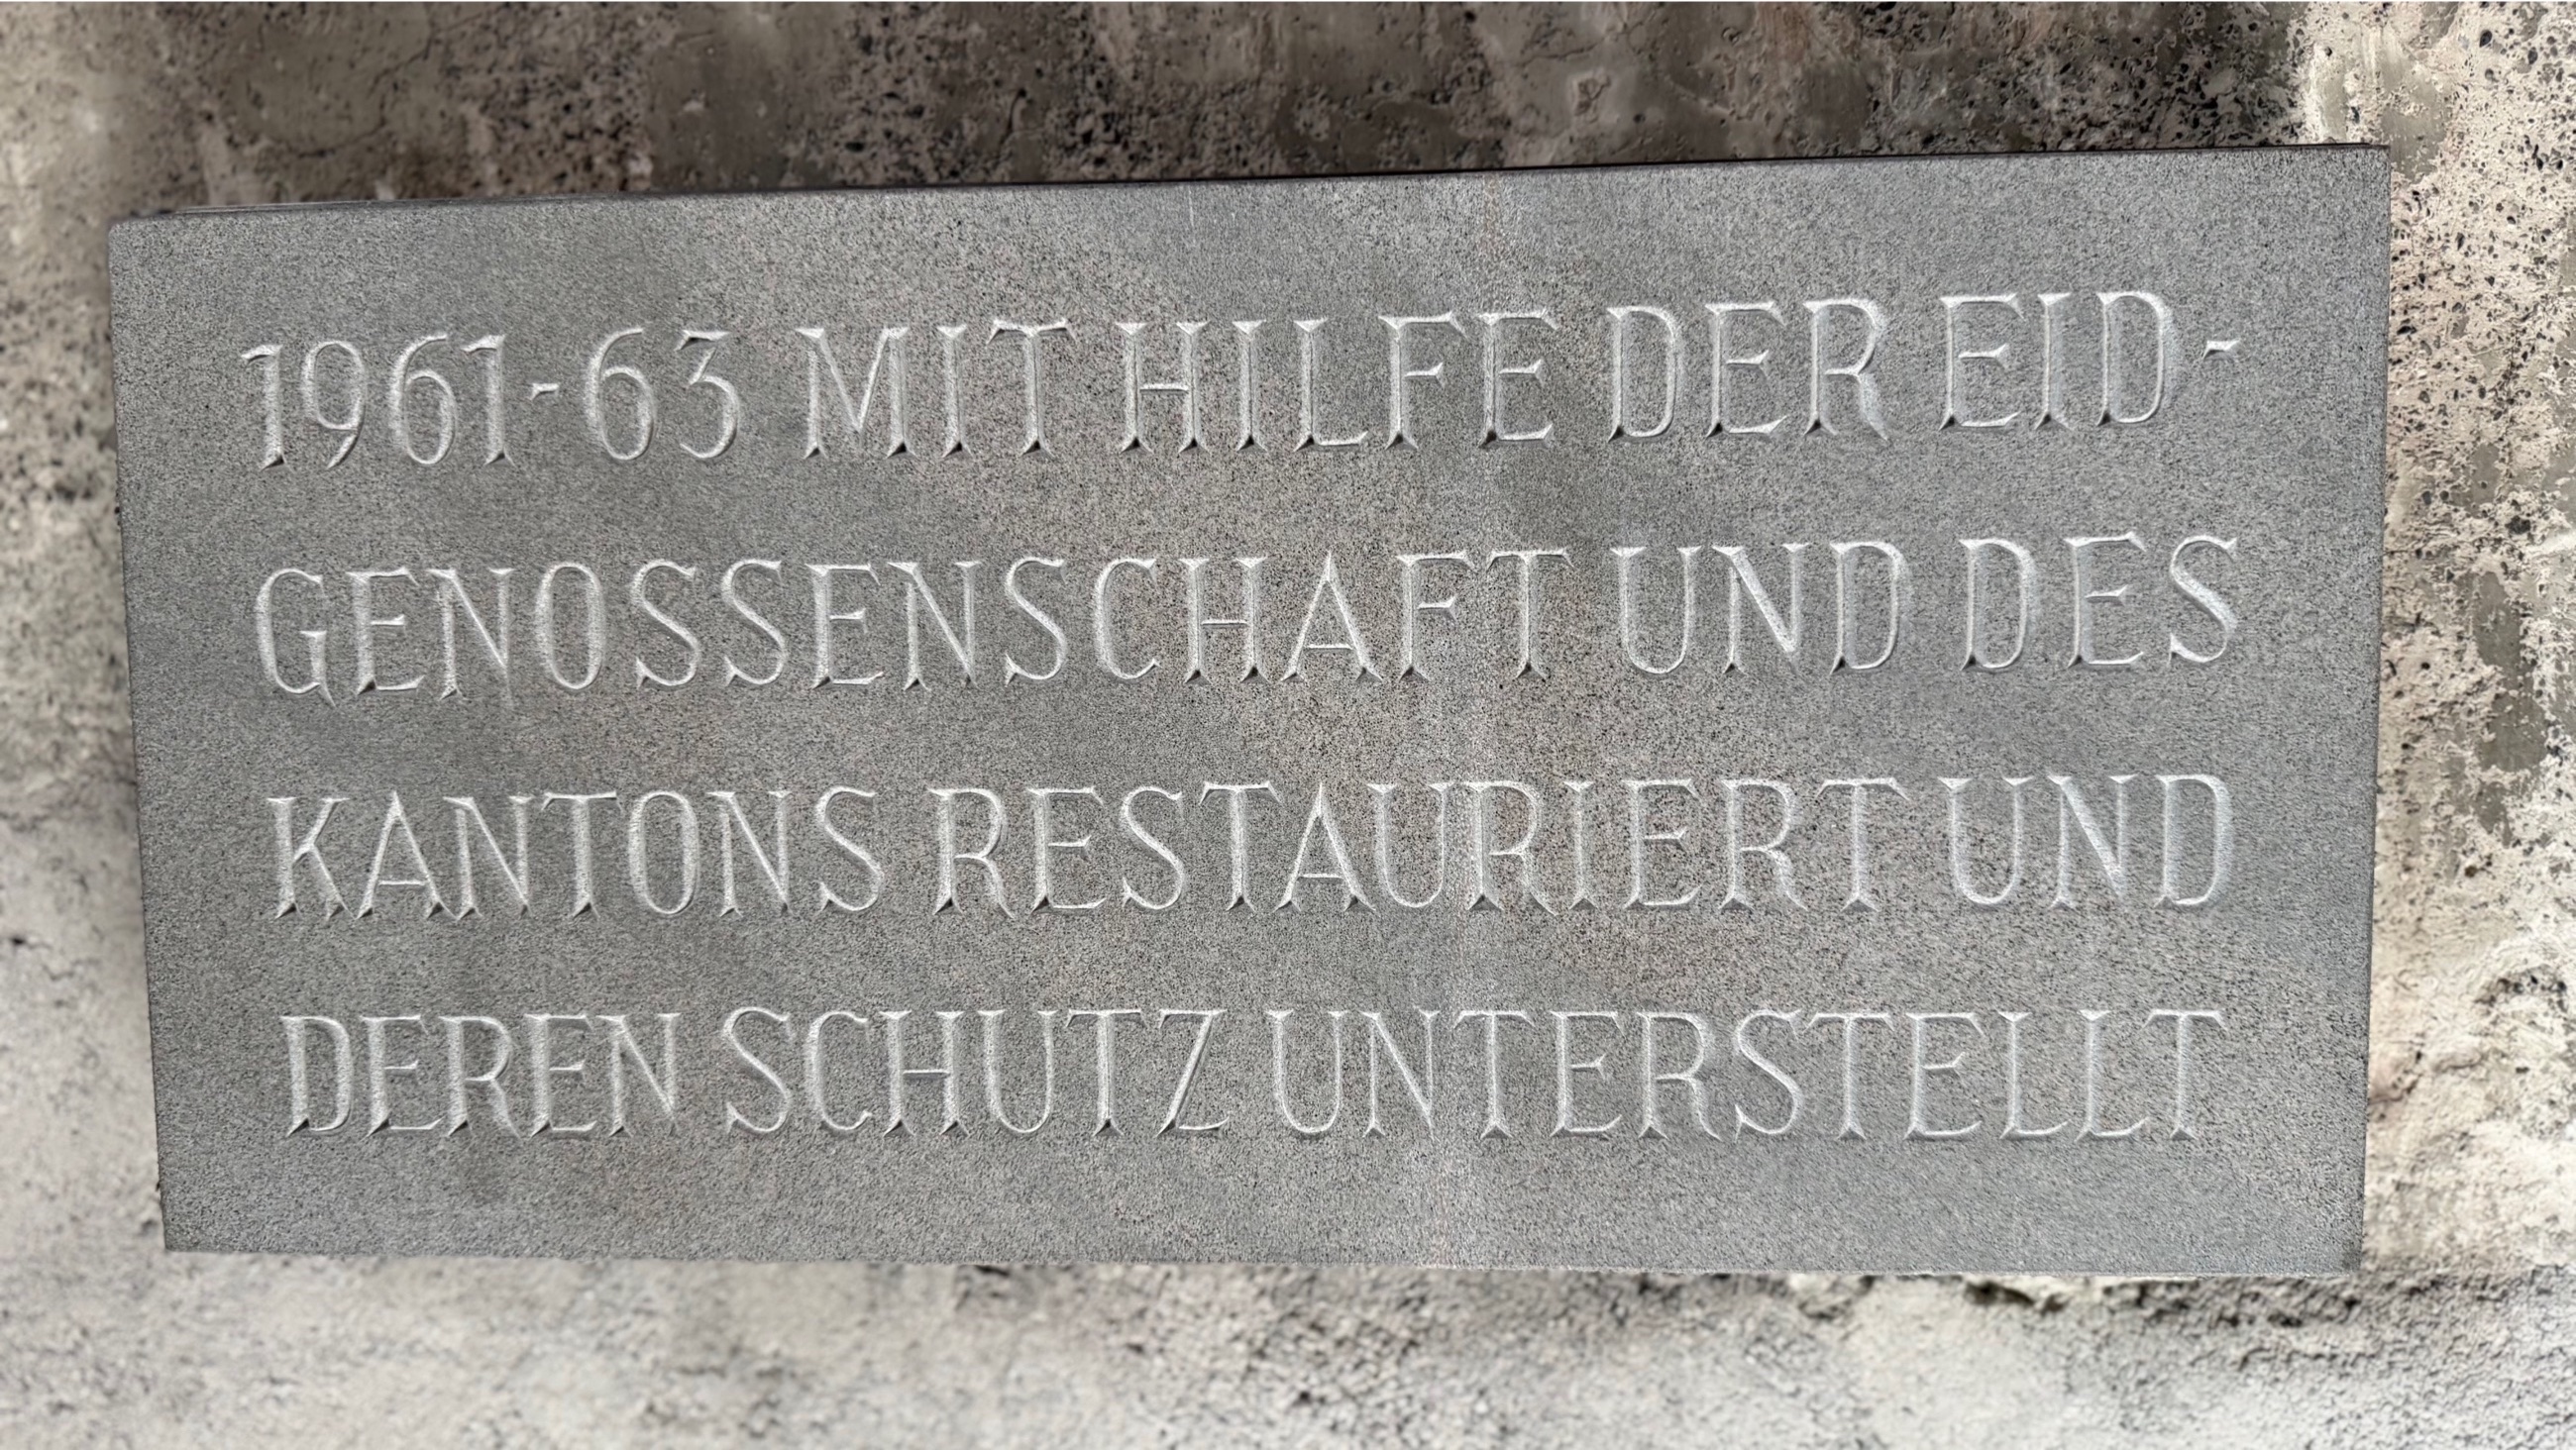 1961-63 MIT HILFE DER EID-
GENOSSENSCHAFT UND DES
KANTONS RESTAURIERT UND
DEREN SCHUTZ UNTERSTELLT